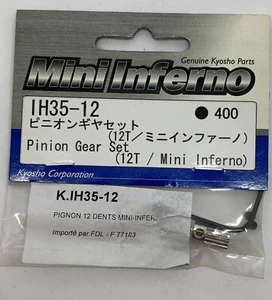 Genuine Kyosho Parts
Mini Inferno
IH35-12
● 400
ピニオンギヤセット
(12T/ミニインファーノ)
Pinion Gear Set
(12T / Mini Inferno)
Kyosho Corporation
K.IH35-12
PIGNON 12 DENTS MINI-INFER
Importé par FDL - F 77183